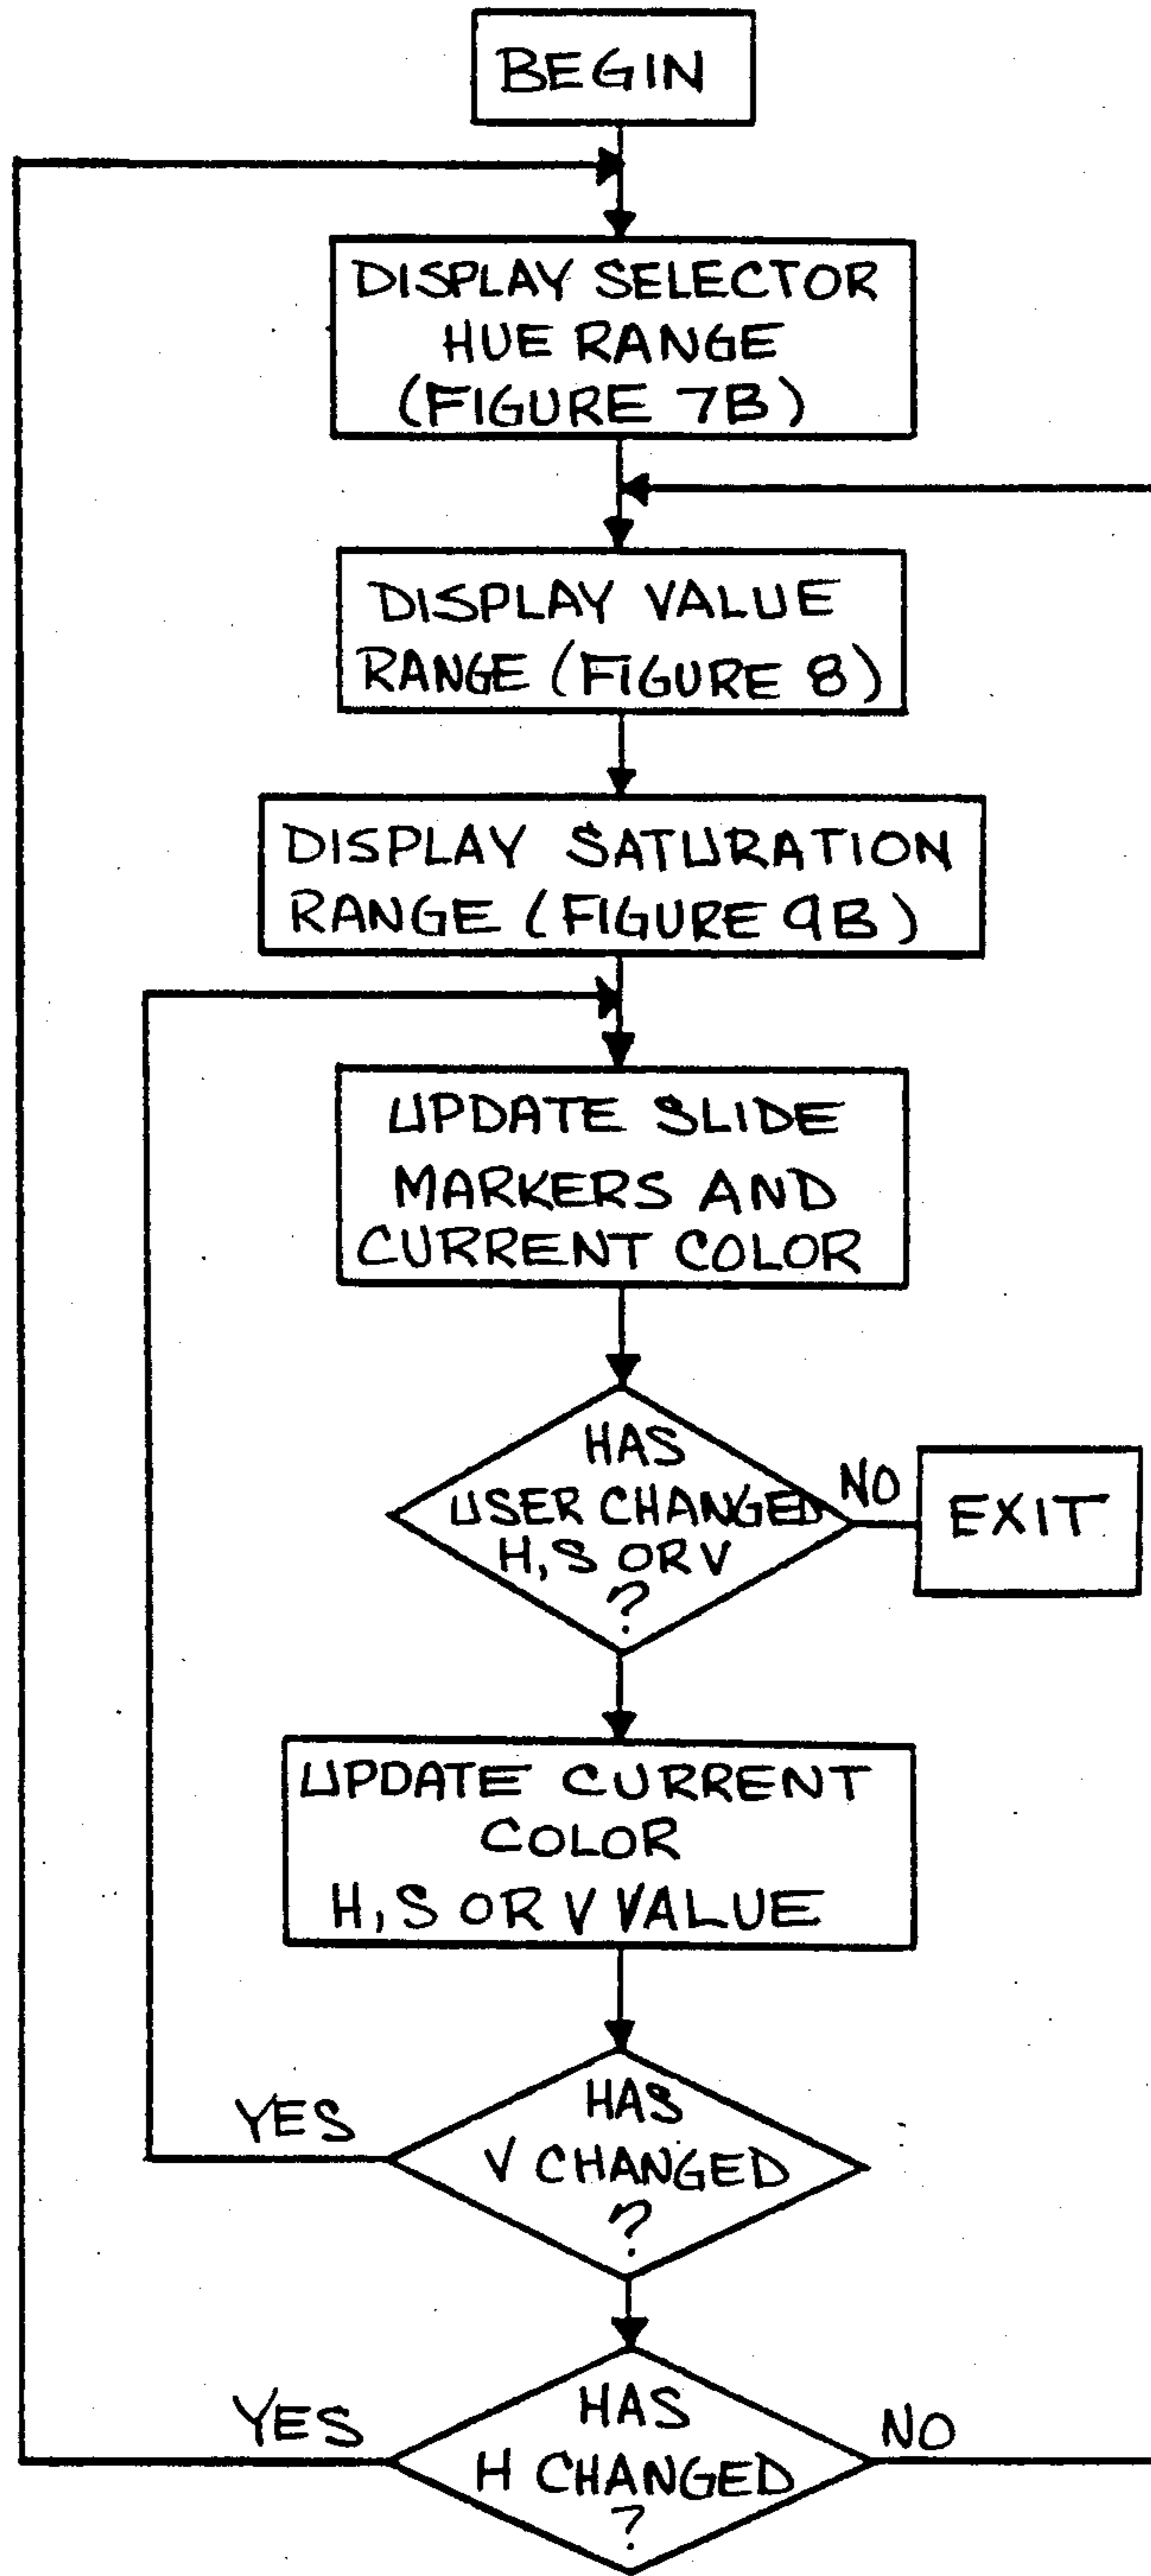 BEGIN
DISPLAY SELECTOR
HUE RANGE
(FIGURE 7B)
DISPLAY VALUE
RANGE (FIGURE 8)
DISPLAY SATURATION
RANGE (FIGURE 9B)
UPDATE SLIDE
MARKERS AND
CURRENT COLOR
HAS
USER CHANGED
H, S OR V
?
NO
EXIT
UPDATE CURRENT
COLOR
H, S OR V VALUE
YES
HAS
V CHANGED
?
YES
HAS
H CHANGED
?
NO